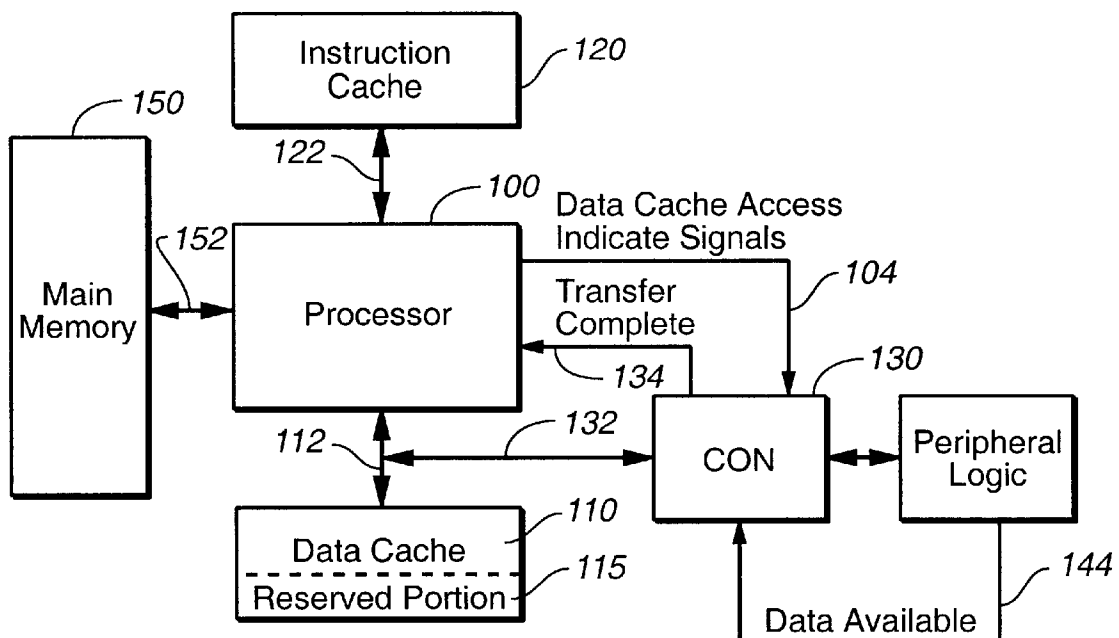 Instruction
Cache
120
150
122
100
Data Cache Access
Indicate Signals
152
104
Main
Memory
Processor
Transfer
Complete
134
130
132
112
CON
Peripheral
Logic
110
Data Cache
115
Reserved Portion
144
Data Available